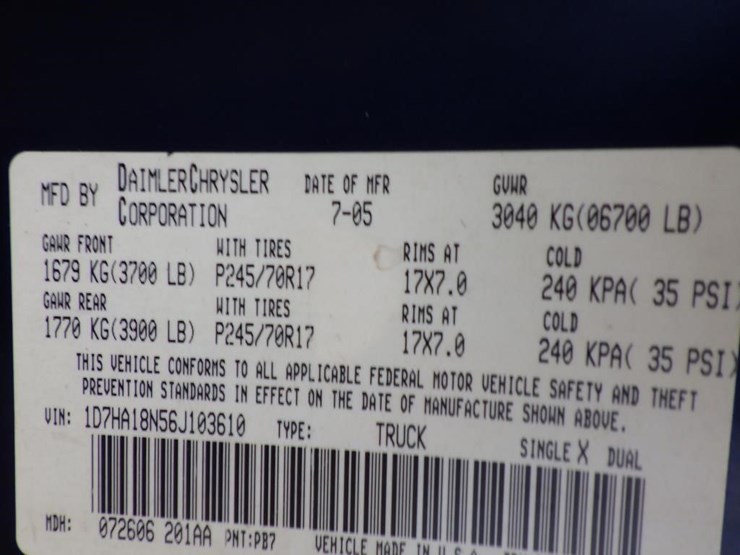 MFD BY DAIMLERCHRYSLER CORPORATION DATE OF MFR 7-05 GVWR 3040 KG(06700 LB)
GAWR FRONT WITH TIRES RIMS AT COLD
1679 KG(3700 LB) P245/70R17 17X7.0 240 KPA( 35 PSI)
GAWR REAR WITH TIRES RIMS AT COLD
1770 KG(3900 LB) P245/70R17 17X7.0 240 KPA( 35 PSI)
THIS VEHICLE CONFORMS TO ALL APPLICABLE FEDERAL MOTOR VEHICLE SAFETY AND THEFT
PREVENTION STANDARDS IN EFFECT ON THE DATE OF MANUFACTURE SHOWN ABOVE.
VIN: 1D7HA18N56J103610 TYPE: TRUCK SINGLE X DUAL
MDH: 072606 201AA PNT:PB7 VEHICLE MADE IN U.S.A.